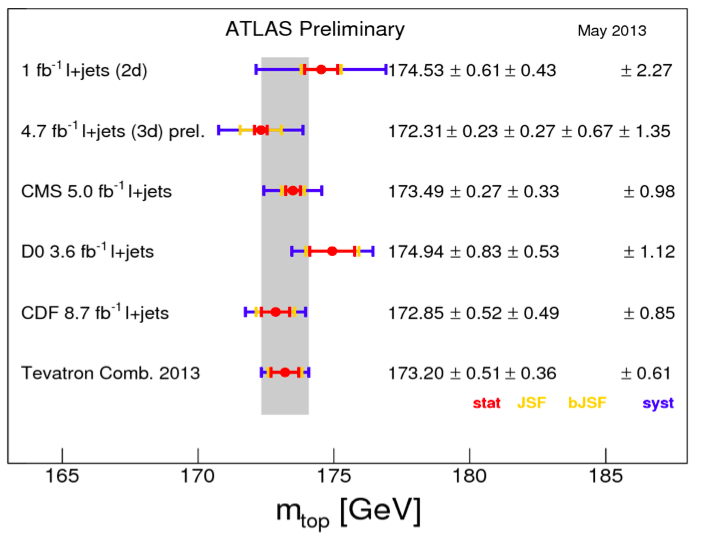 ATLAS Preliminary May 2013
1 fb⁻¹ l+jets (2d) 174.53 ± 0.61 ± 0.43 ± 2.27
4.7 fb⁻¹ l+jets (3d) prel. 172.31 ± 0.23 ± 0.27 ± 0.67 ± 1.35
CMS 5.0 fb⁻¹ l+jets 173.49 ± 0.27 ± 0.33 ± 0.98
D0 3.6 fb⁻¹ l+jets 174.94 ± 0.83 ± 0.53 ± 1.12
CDF 8.7 fb⁻¹ l+jets 172.85 ± 0.52 ± 0.49 ± 0.85
Tevatron Comb. 2013 173.20 ± 0.51 ± 0.36 ± 0.61
stat JSF bJSF syst
165 170 175 180 185
m_top [GeV]